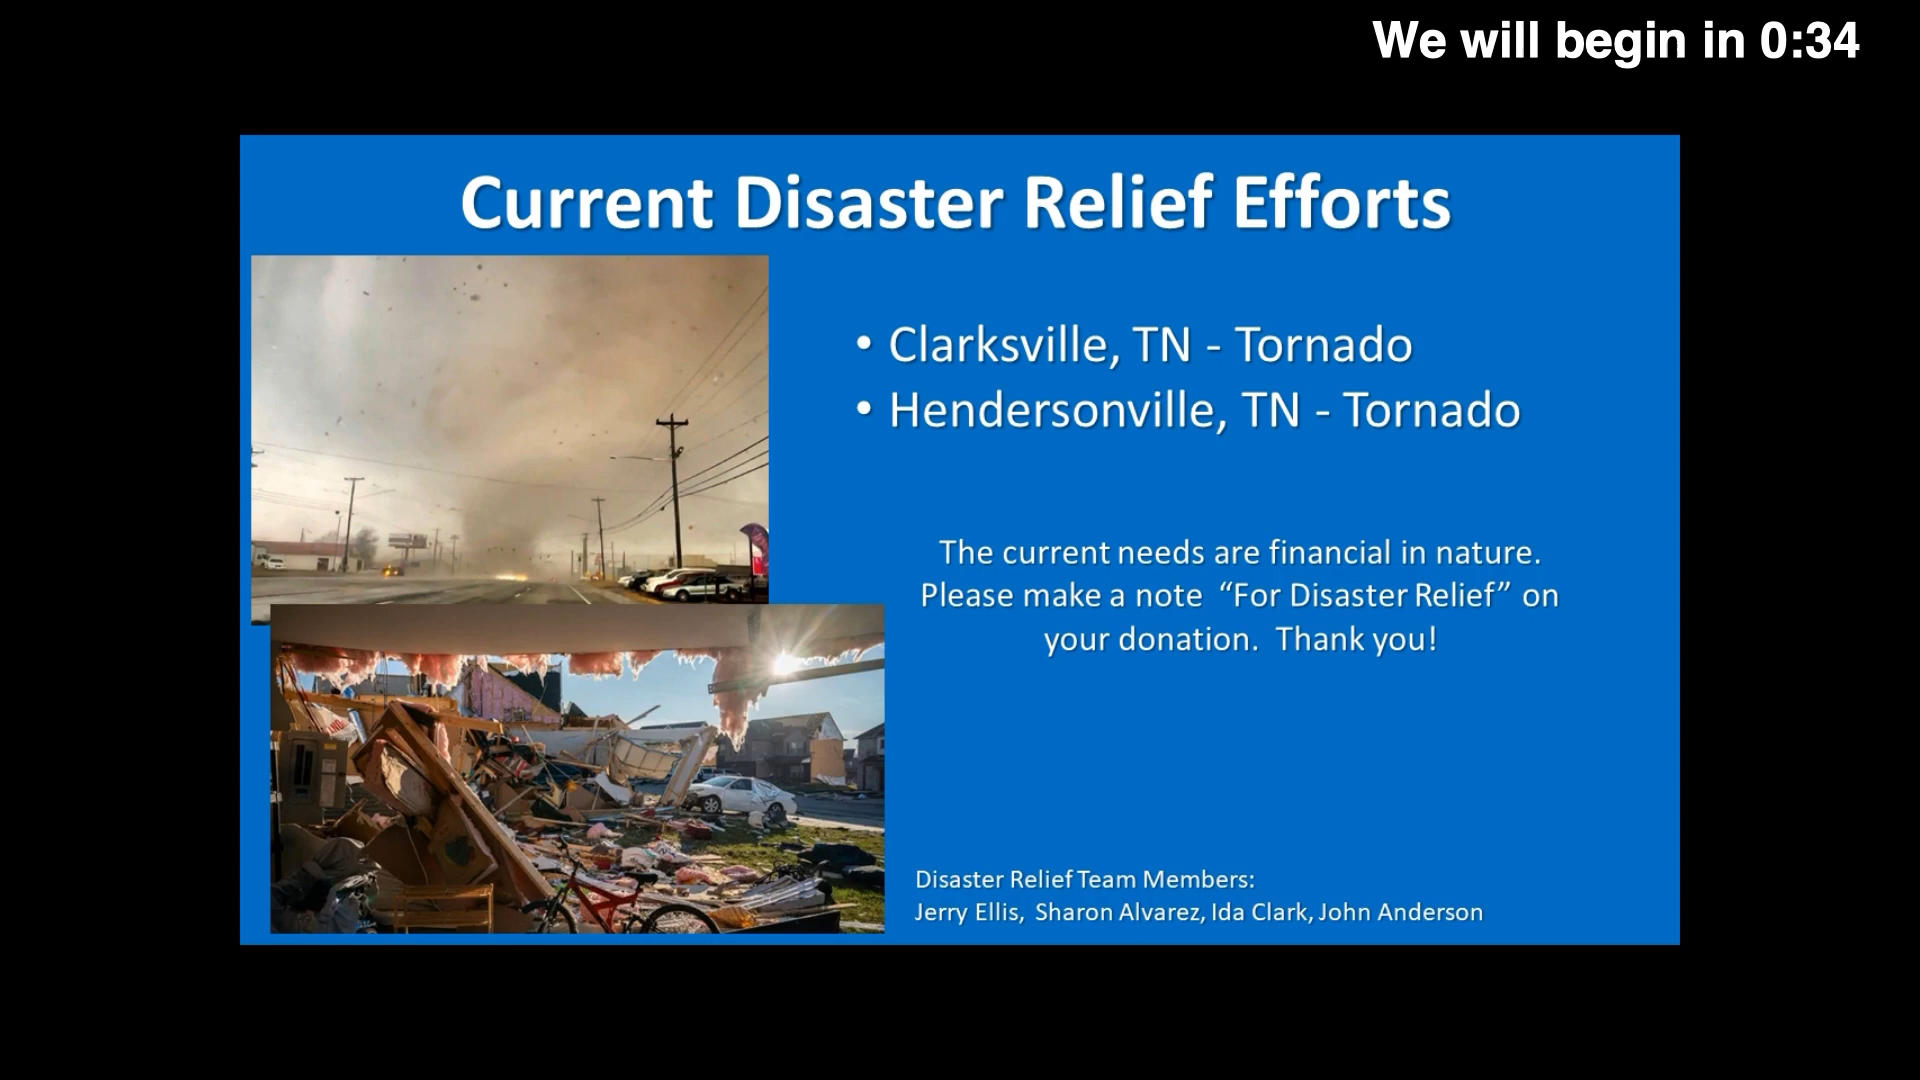 We will begin in 0:34
Current Disaster Relief Efforts
• Clarksville, TN - Tornado
• Hendersonville, TN - Tornado
The current needs are financial in nature.
Please make a note “For Disaster Relief” on
your donation. Thank you!
Disaster Relief Team Members:
Jerry Ellis, Sharon Alvarez, Ida Clark, John Anderson